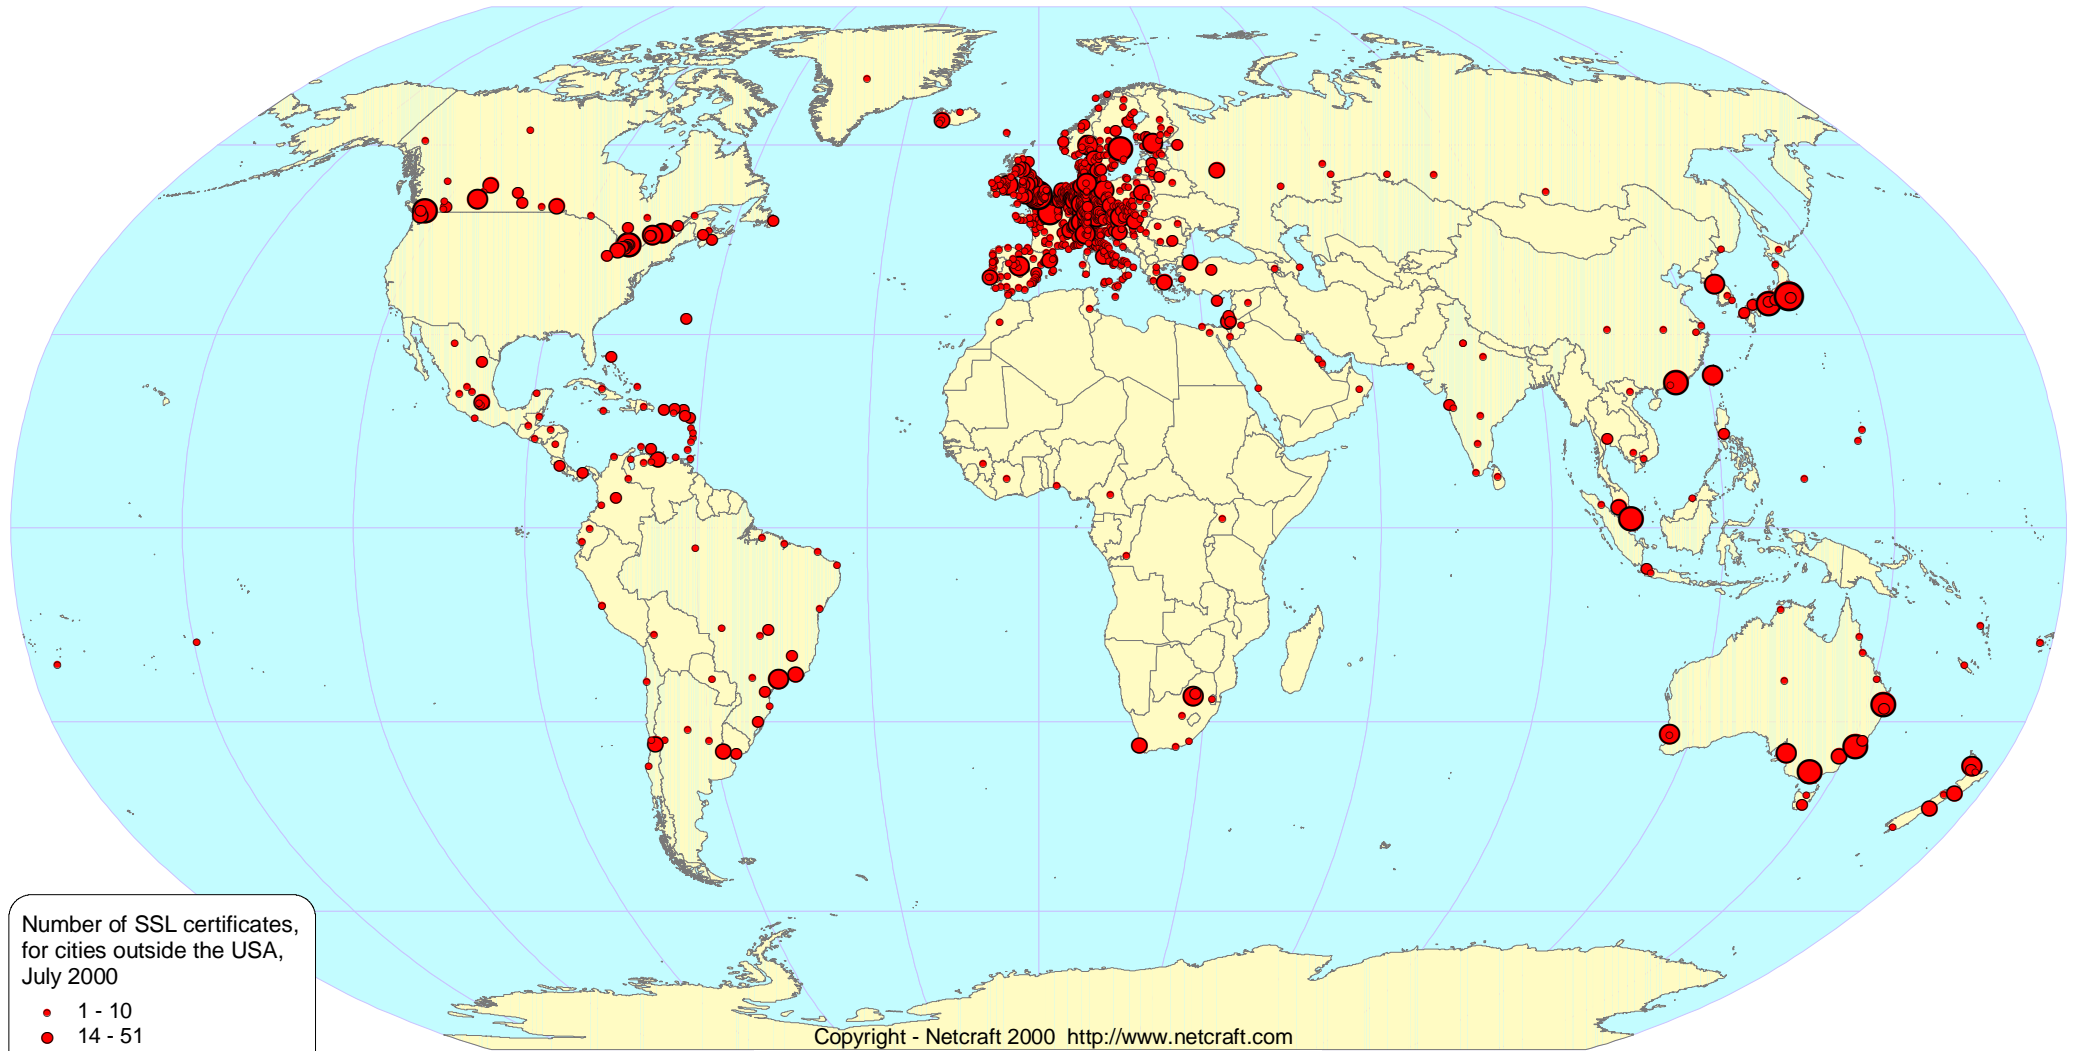 Number of SSL certificates,
for cities outside the USA,
July 2000
1 - 10
14 - 51
Copyright - Netcraft 2000 http://www.netcraft.com